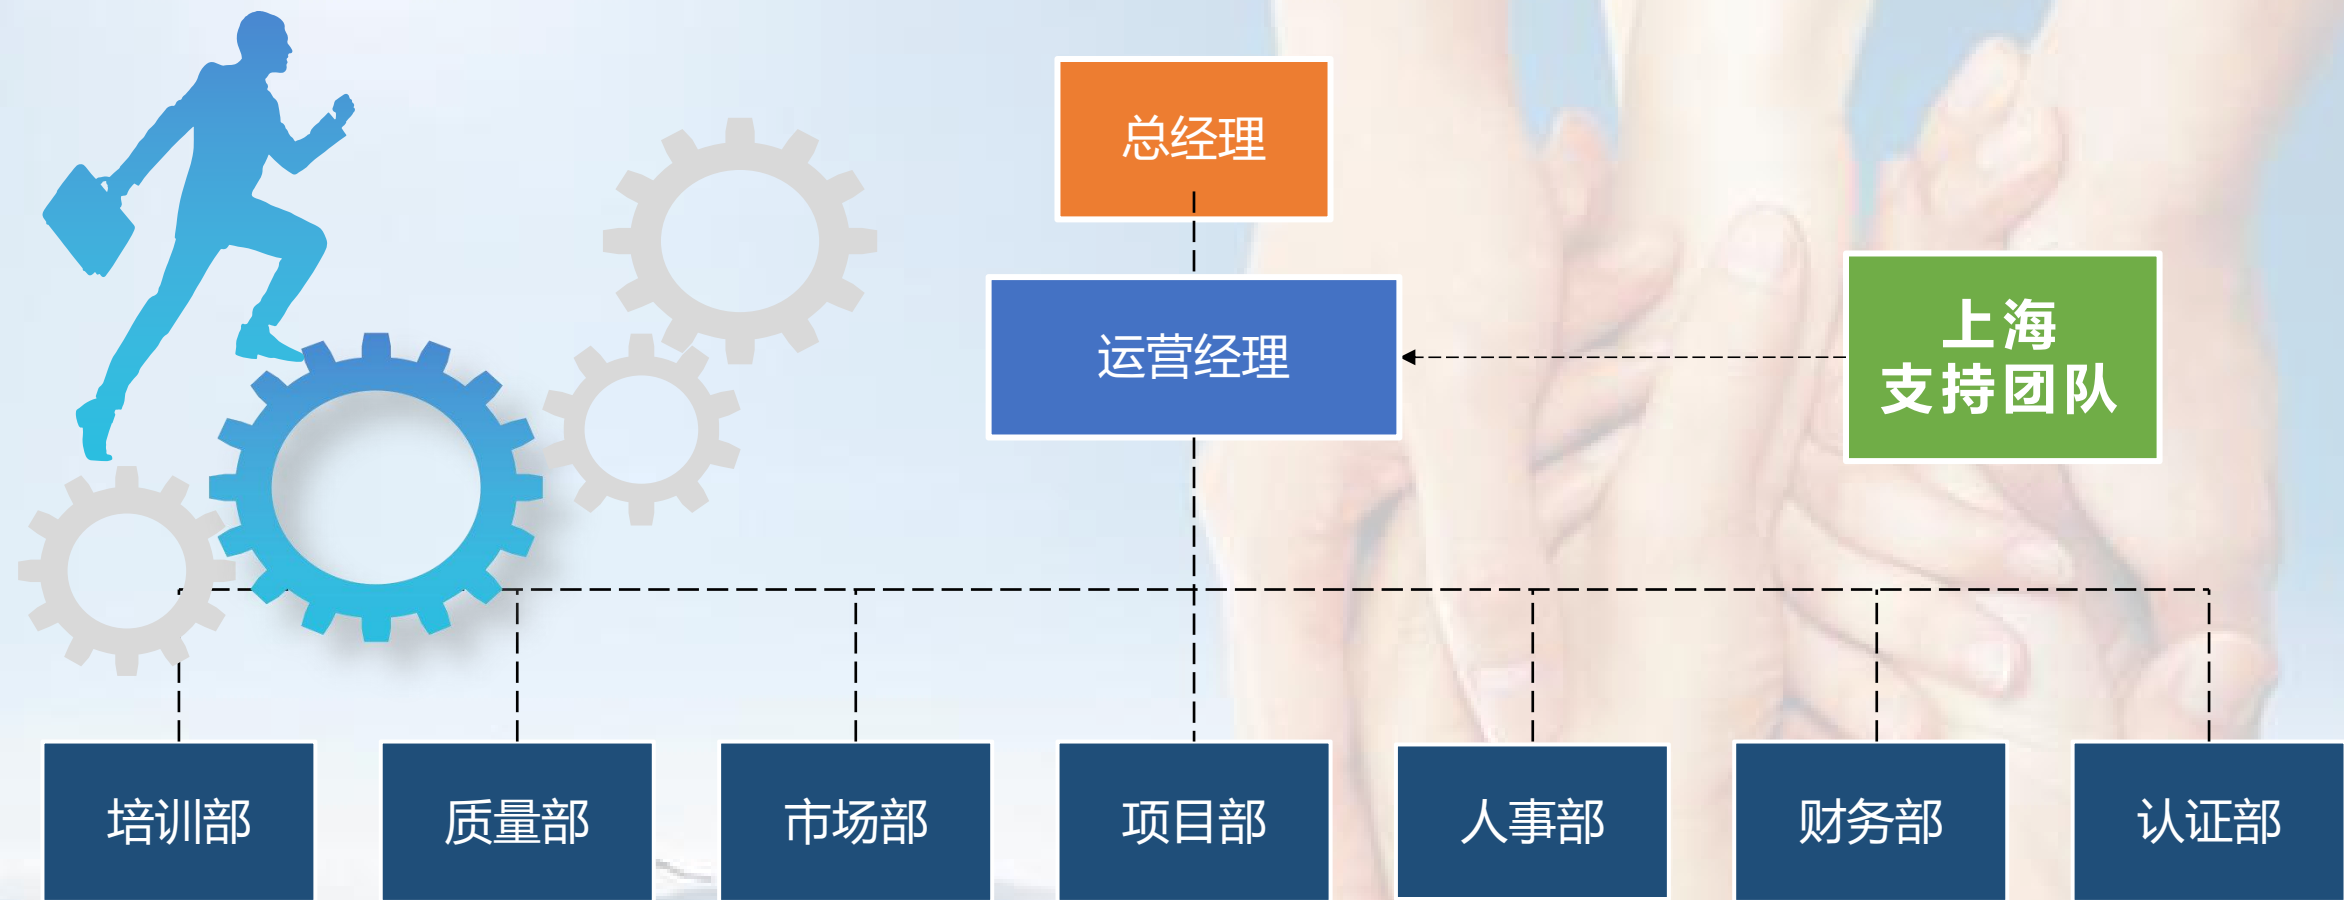 总经理
运营经理
上海
支持团队
培训部
质量部
市场部
项目部
人事部
财务部
认证部